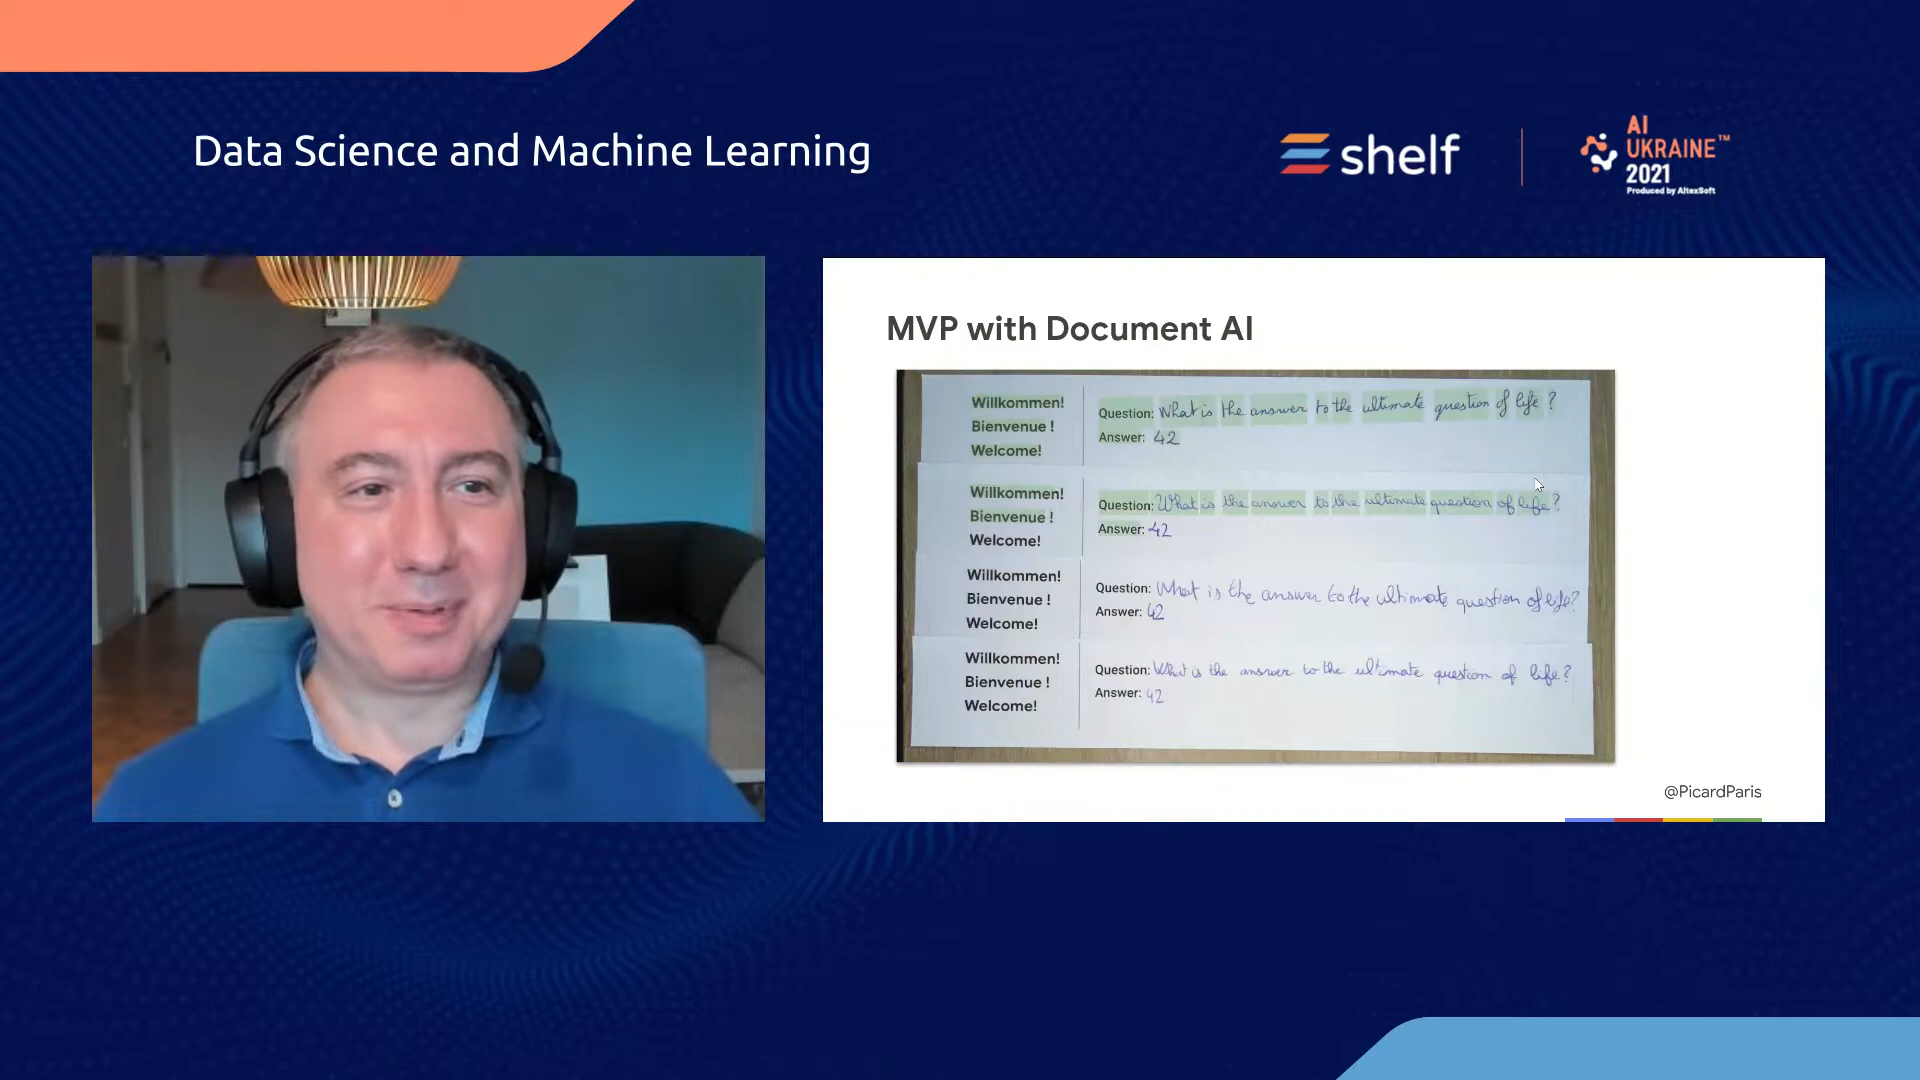 Data Science and Machine Learning
shelf
AI
UKRAINE™
2021
Produced by AltexSoft
MVP with Document AI
Willkommen!
Bienvenue !
Welcome!
Question: What is the answer to the ultimate question of life ?
Answer: 42
Willkommen!
Bienvenue !
Welcome!
Question: What is the answer to the ultimate question of life ?
Answer: 42
Willkommen!
Bienvenue !
Welcome!
Question: What is the answer to the ultimate question of life ?
Answer: 42
Willkommen!
Bienvenue !
Welcome!
Question: What is the answer to the ultimate question of life ?
Answer: 42
@PicardParis